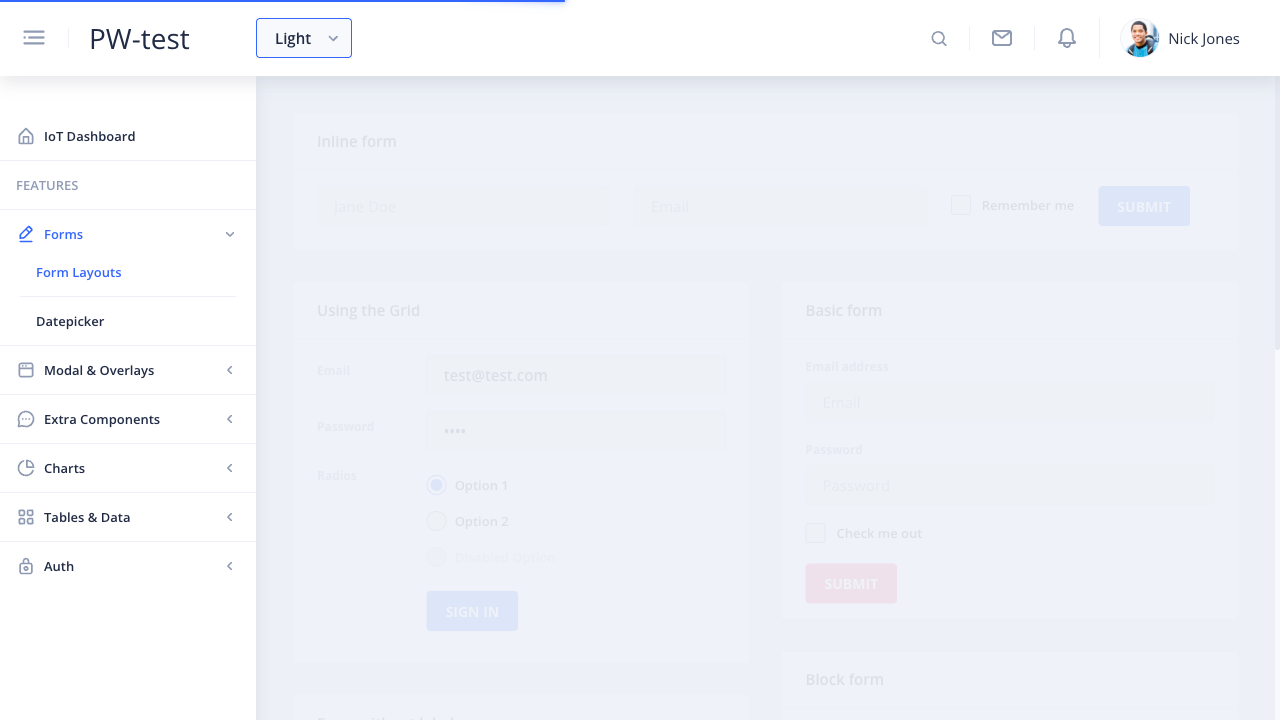 PW-test
Light
Nick Jones
IoT Dashboard
FEATURES
Forms
Form Layouts
Datepicker
Modal & Overlays
Extra Components
Charts
Tables & Data
Auth
Inline form
Jane Doe
Email
Remember me
SUBMIT
Using the Grid
Email
test@test.com
Password
••••
Radios
Option 1
Option 2
Disabled Option
SIGN IN
Basic form
Email address
Email
Password
Password
Check me out
SUBMIT
Form without labels
Block form